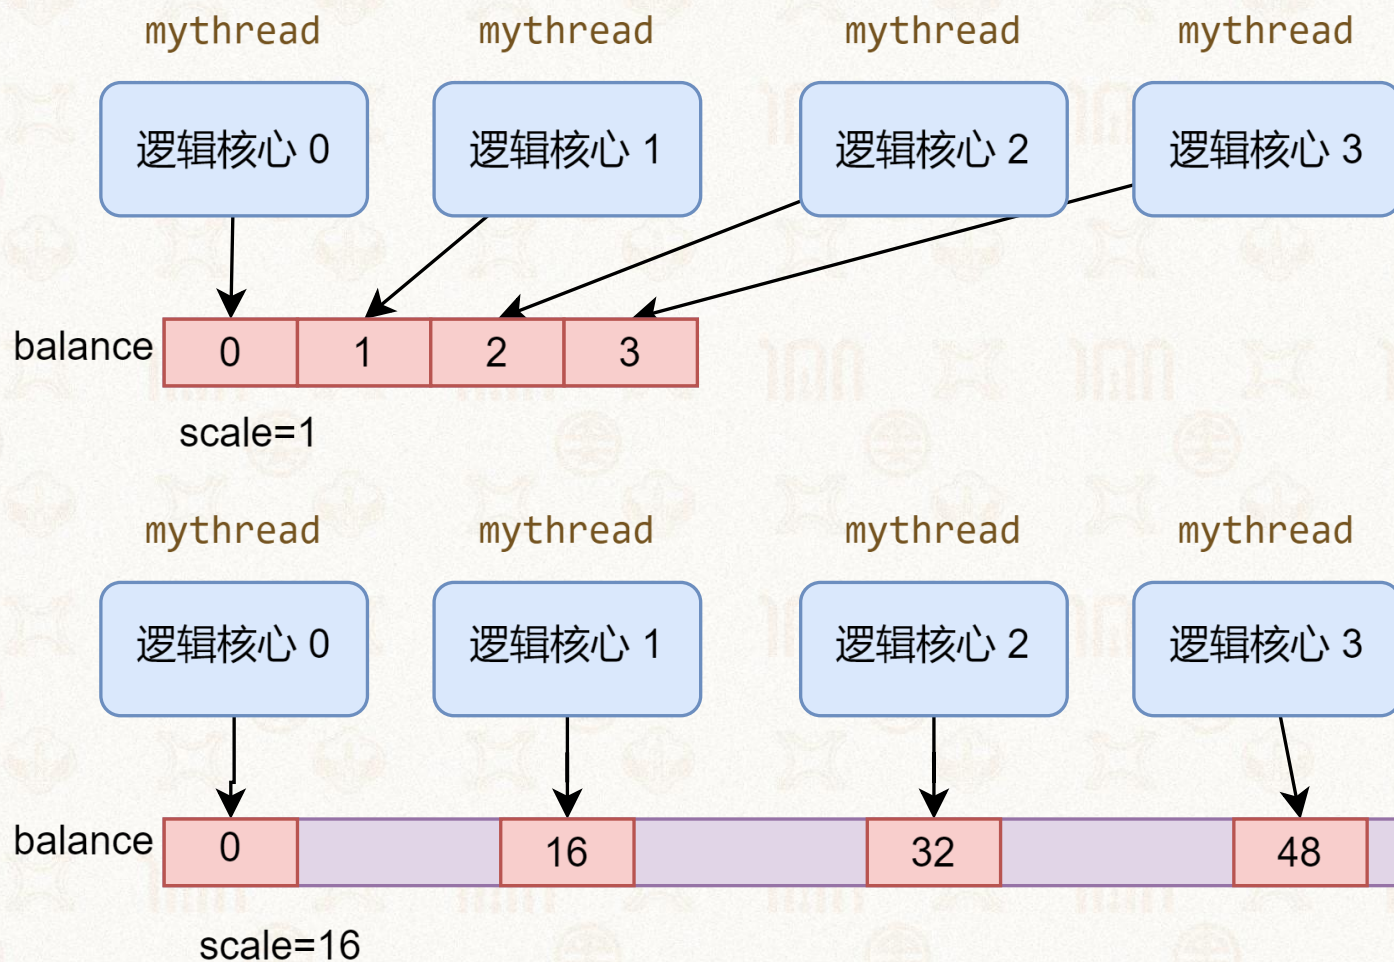 mythread mythread mythread mythread
逻辑核心 0 逻辑核心 1 逻辑核心 2 逻辑核心 3
balance 0 1 2 3
scale=1
mythread mythread mythread mythread
逻辑核心 0 逻辑核心 1 逻辑核心 2 逻辑核心 3
balance 0 16 32 48
scale=16